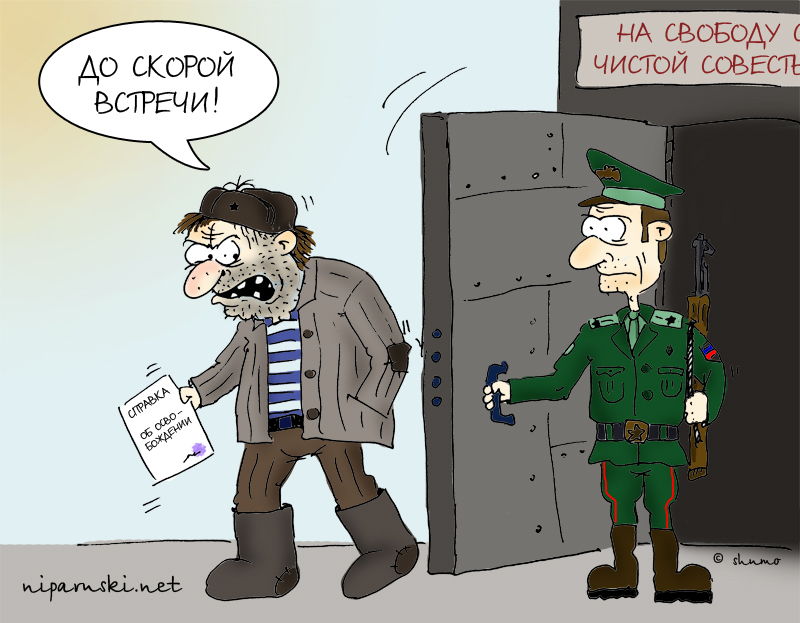 ДО СКОРОЙ
ВСТРЕЧИ!
НА СВОБОДУ С
ЧИСТОЙ СОВЕСТЬ
СПРАВКА
ОБ ОСВО-
БОЖДЕНИИ
© shumo
niparnski.net